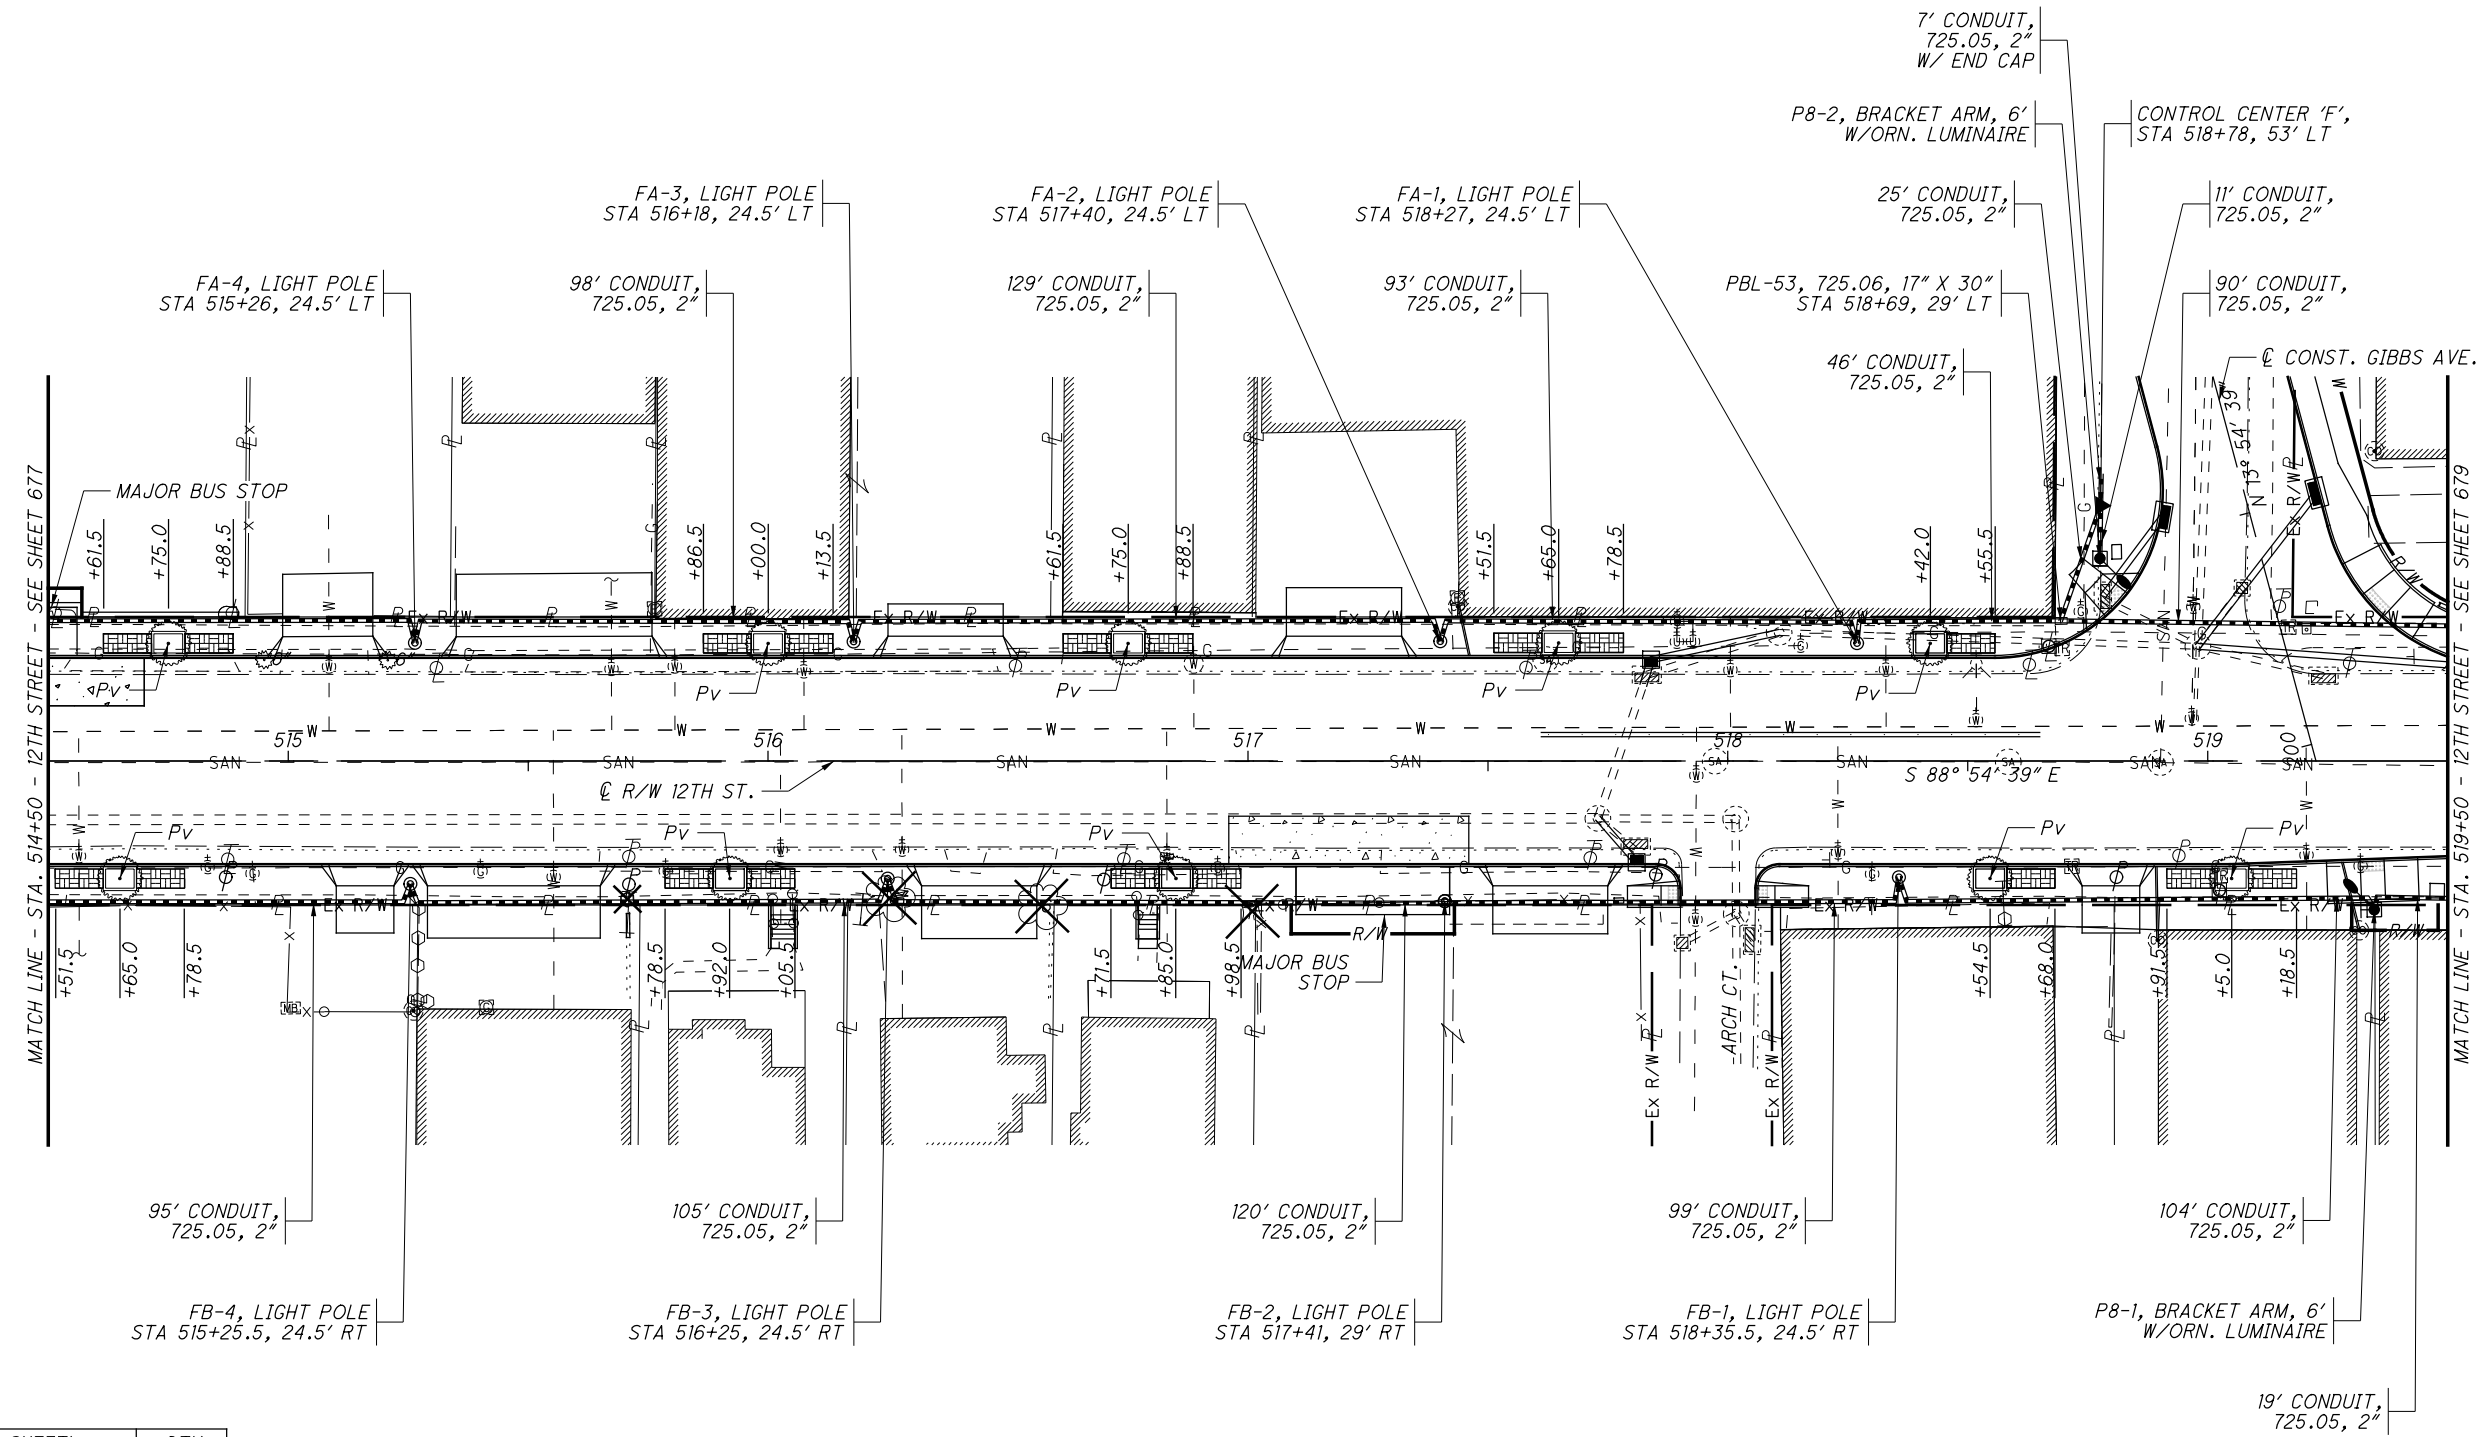 7' CONDUIT,
725.05, 2"
W/ END CAP
P8-2, BRACKET ARM, 6'
W/ORN. LUMINAIRE
CONTROL CENTER 'F',
STA 518+78, 53' LT
FA-3, LIGHT POLE
STA 516+18, 24.5' LT
FA-2, LIGHT POLE
STA 517+40, 24.5' LT
FA-1, LIGHT POLE
STA 518+27, 24.5' LT
25' CONDUIT,
725.05, 2"
11' CONDUIT,
725.05, 2"
FA-4, LIGHT POLE
STA 515+26, 24.5' LT
98' CONDUIT,
725.05, 2"
129' CONDUIT,
725.05, 2"
93' CONDUIT,
725.05, 2"
PBL-53, 725.06, 17" X 30"
STA 518+69, 29' LT
90' CONDUIT,
725.05, 2"
46' CONDUIT,
725.05, 2"
℄ CONST. GIBBS AVE.
N 13° 54' 39"
MATCH LINE - STA. 514+50 - 12TH STREET - SEE SHEET 677
MAJOR BUS STOP
+61.5
+75.0
+88.5
+86.5
+00.0
+13.5
+61.5
+75.0
+88.5
+51.5
+65.0
+78.5
+42.0
+55.5
Ex R/W
R/W
Ex R/W
Ex R/W
Ex R/W
Ex R/W
Ex R/W
Pv
Pv
Pv
Pv
Pv
W
W
W
W
W
W
515
516
517
518
519
SAN
SAN
SAN
SAN
SAN
SAN
SAN
S 88° 54' 39" E
℄ R/W 12TH ST.
Pv
Pv
Pv
Pv
Pv
Ex R/W
Ex R/W
Ex R/W
Ex R/W
Ex R/W
R/W
R/W
+51.5
+65.0
+78.5
+78.5
+92.0
+05.5
+71.5
+85.0
+98.5
+54.5
+68.0
+91.5
+5.0
+18.5
MAJOR BUS
STOP
MB
Ex R/W
ARCH CT.
Ex R/W
MATCH LINE - STA. 519+50 - 12TH STREET - SEE SHEET 679
95' CONDUIT,
725.05, 2"
105' CONDUIT,
725.05, 2"
120' CONDUIT,
725.05, 2"
99' CONDUIT,
725.05, 2"
104' CONDUIT,
725.05, 2"
FB-4, LIGHT POLE
STA 515+25.5, 24.5' RT
FB-3, LIGHT POLE
STA 516+25, 24.5' RT
FB-2, LIGHT POLE
STA 517+41, 29' RT
FB-1, LIGHT POLE
STA 518+35.5, 24.5' RT
P8-1, BRACKET ARM, 6'
W/ORN. LUMINAIRE
19' CONDUIT,
725.05, 2"